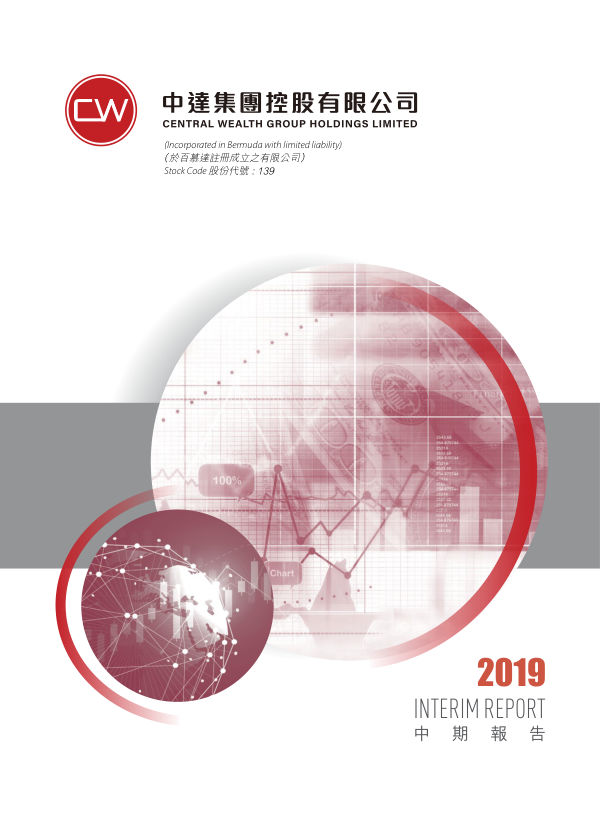 CW
中達集團控股有限公司
CENTRAL WEALTH GROUP HOLDINGS LIMITED
(Incorporated in Bermuda with limited liability)
(於百慕達註冊成立之有限公司)
Stock Code 股份代號 : 139
100%
Chart
2019
INTERIM REPORT
中期報告